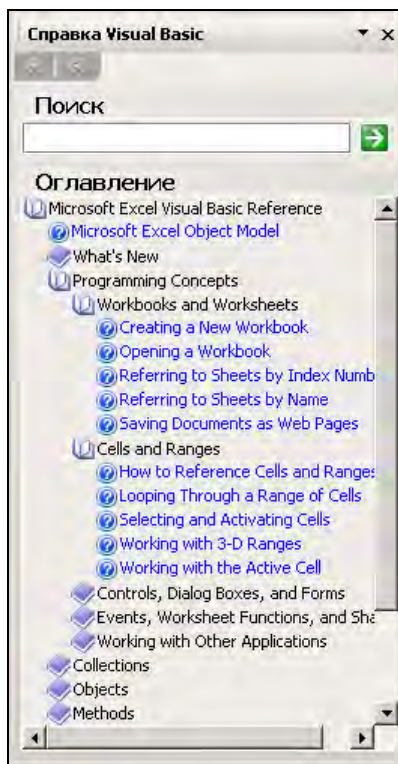 Справка Visual Basic
Поиск
Оглавление
Microsoft Excel Visual Basic Reference
Microsoft Excel Object Model
What's New
Programming Concepts
Workbooks and Worksheets
Creating a New Workbook
Opening a Workbook
Referring to Sheets by Index Numb
Referring to Sheets by Name
Saving Documents as Web Pages
Cells and Ranges
How to Reference Cells and Ranges
Looping Through a Range of Cells
Selecting and Activating Cells
Working with 3-D Ranges
Working with the Active Cell
Controls, Dialog Boxes, and Forms
Events, Worksheet Functions, and Sha
Working with Other Applications
Collections
Objects
Methods